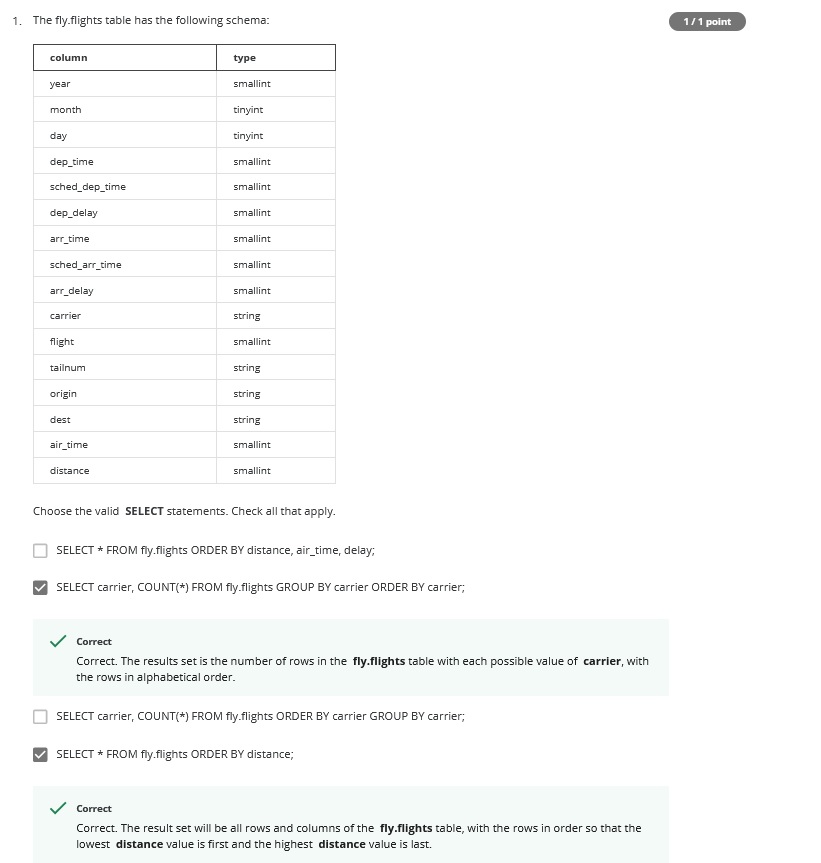 1. The fly.flights table has the following schema:
1 / 1 point
column type
year smallint
month tinyint
day tinyint
dep_time smallint
sched_dep_time smallint
dep_delay smallint
arr_time smallint
sched_arr_time smallint
arr_delay smallint
carrier string
flight smallint
tailnum string
origin string
dest string
air_time smallint
distance smallint
Choose the valid SELECT statements. Check all that apply.
SELECT * FROM fly.flights ORDER BY distance, air_time, delay;
SELECT carrier, COUNT(*) FROM fly.flights GROUP BY carrier ORDER BY carrier;
Correct
Correct. The results set is the number of rows in the fly.flights table with each possible value of carrier, with
the rows in alphabetical order.
SELECT carrier, COUNT(*) FROM fly.flights ORDER BY carrier GROUP BY carrier;
SELECT * FROM fly.flights ORDER BY distance;
Correct
Correct. The result set will be all rows and columns of the fly.flights table, with the rows in order so that the
lowest distance value is first and the highest distance value is last.